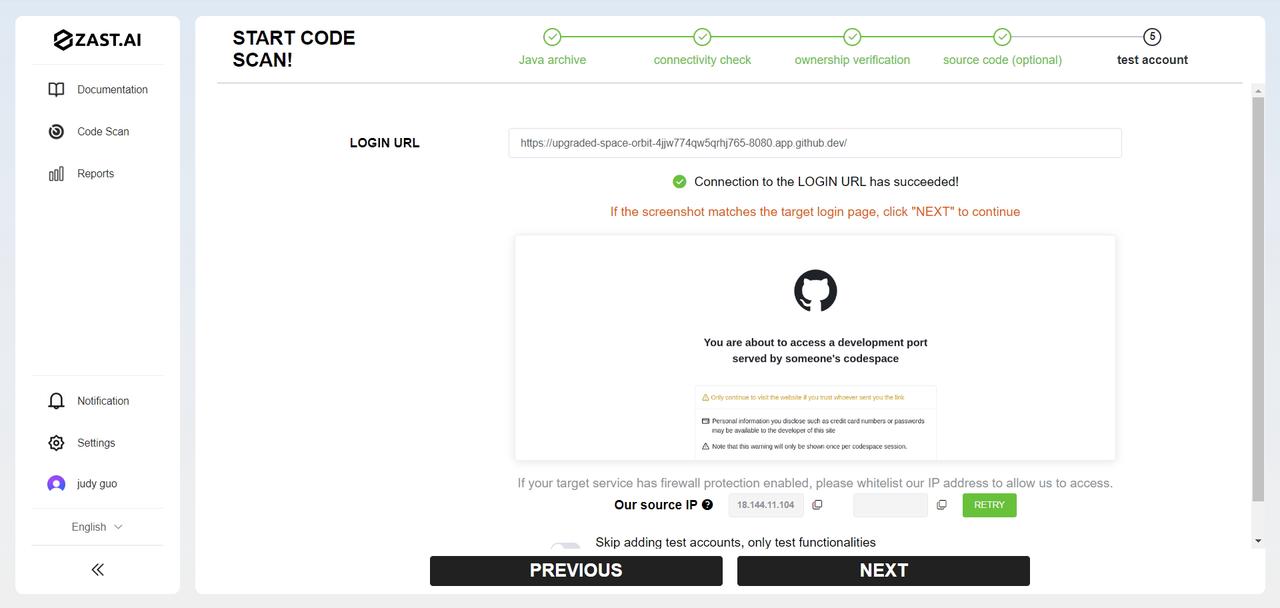 ZAST.AI
Documentation
Code Scan
Reports
Notification
Settings
judy guo
English
START CODE
SCAN!
Java archive
connectivity check
ownership verification
source code (optional)
5
test account
LOGIN URL
https://upgraded-space-orbit-4jjw774qw5qrhj765-8080.app.github.dev/
Connection to the LOGIN URL has succeeded!
If the screenshot matches the target login page, click "NEXT" to continue
You are about to access a development port
served by someone's codespace
Only continue to visit the website if you trust whoever sent you the link.
Personal information you disclose such as credit card numbers or passwords
may be available to the developer of this site
Note that this warning will only be shown once per codespace session.
If your target service has firewall protection enabled, please whitelist our IP address to allow us to access.
Our source IP ?
18.144.11.104
RETRY
Skip adding test accounts, only test functionalities
PREVIOUS
NEXT